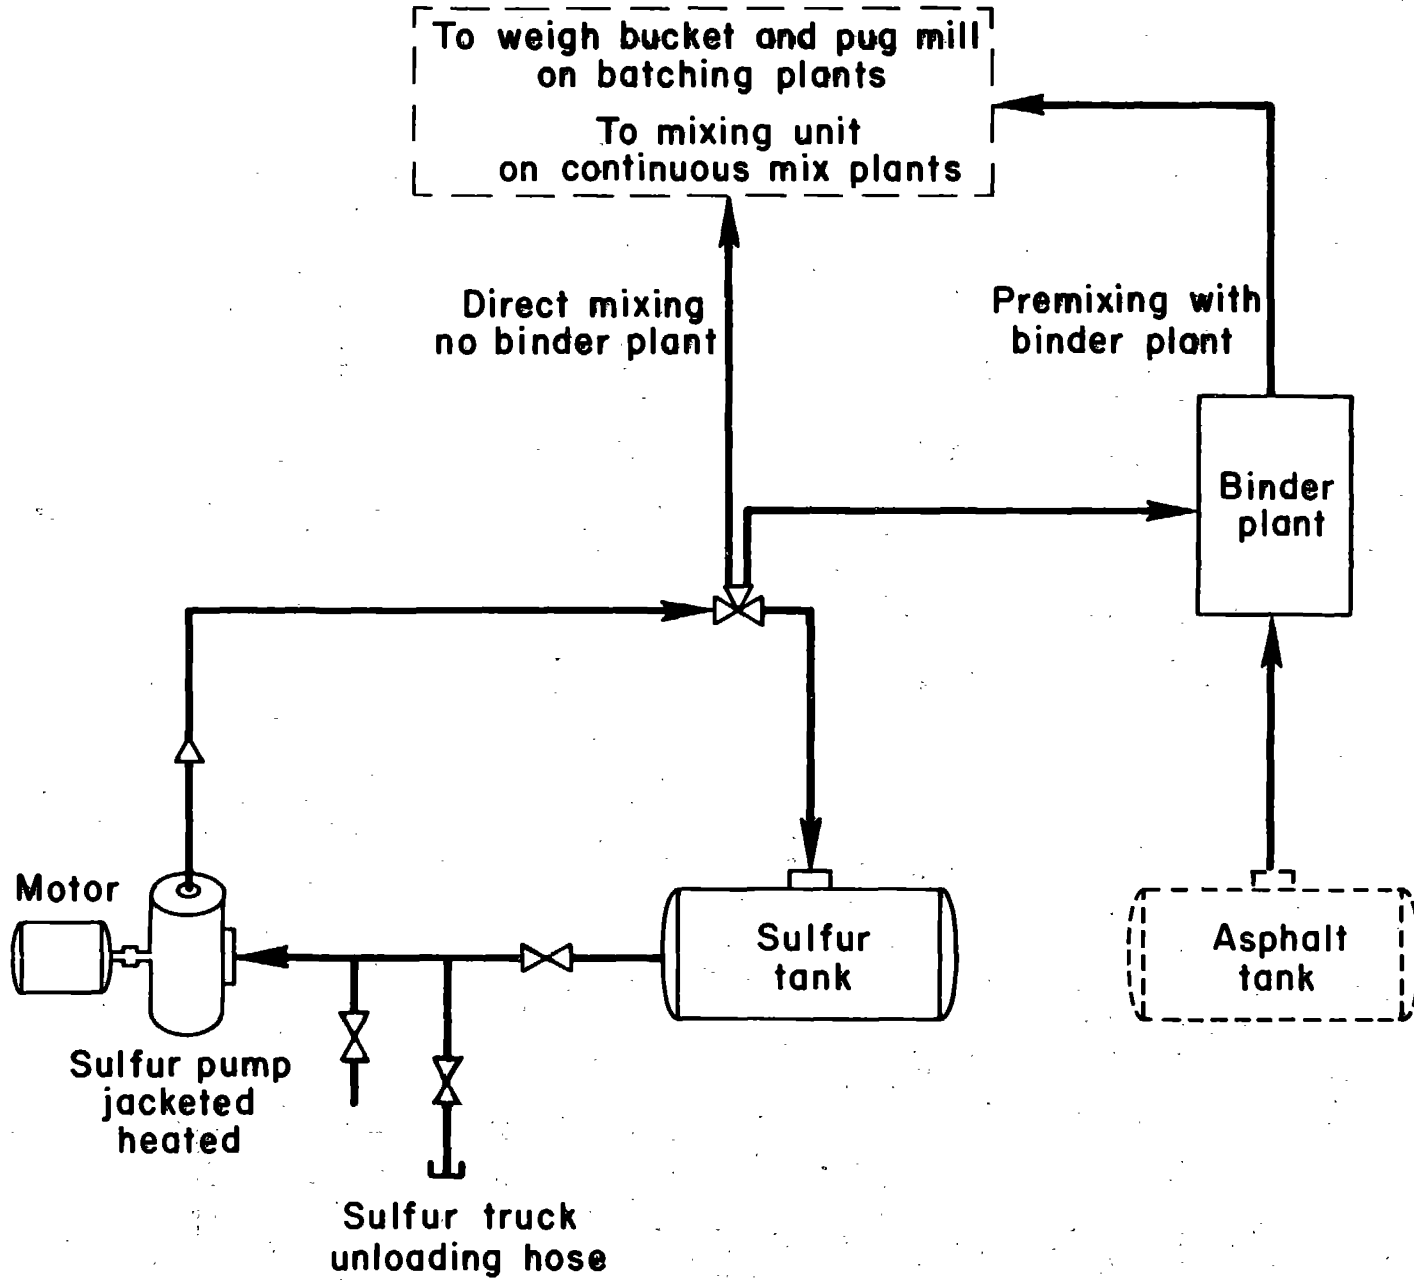 To weigh bucket and pug mill
on batching plants
To mixing unit
on continuous mix plants
Direct mixing
no binder plant
Premixing with
binder plant
Binder
plant
Motor
Sulfur
tank
Asphalt
tank
Sulfur pump
jacketed
heated
Sulfur truck
unloading hose